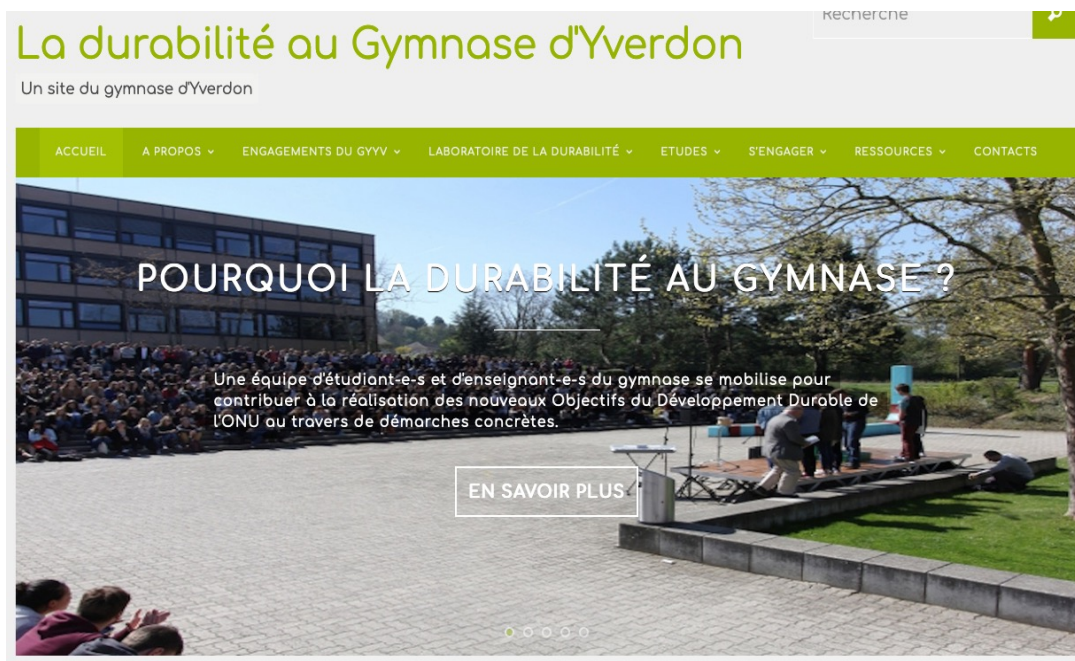 Recherche
La durabilité au Gymnase d'Yverdon
Un site du gymnase d'Yverdon
ACCUEIL A PROPOS ENGAGEMENTS DU GYYV LABORATOIRE DE LA DURABILITÉ ETUDES S'ENGAGER RESSOURCES CONTACTS
POURQUOI LA DURABILITÉ AU GYMNASE ?
Une équipe d'étudiant-e-s et d'enseignant-e-s du gymnase se mobilise pour
contribuer à la réalisation des nouveaux Objectifs du Développement Durable de
l'ONU au travers de démarches concrètes.
EN SAVOIR PLUS